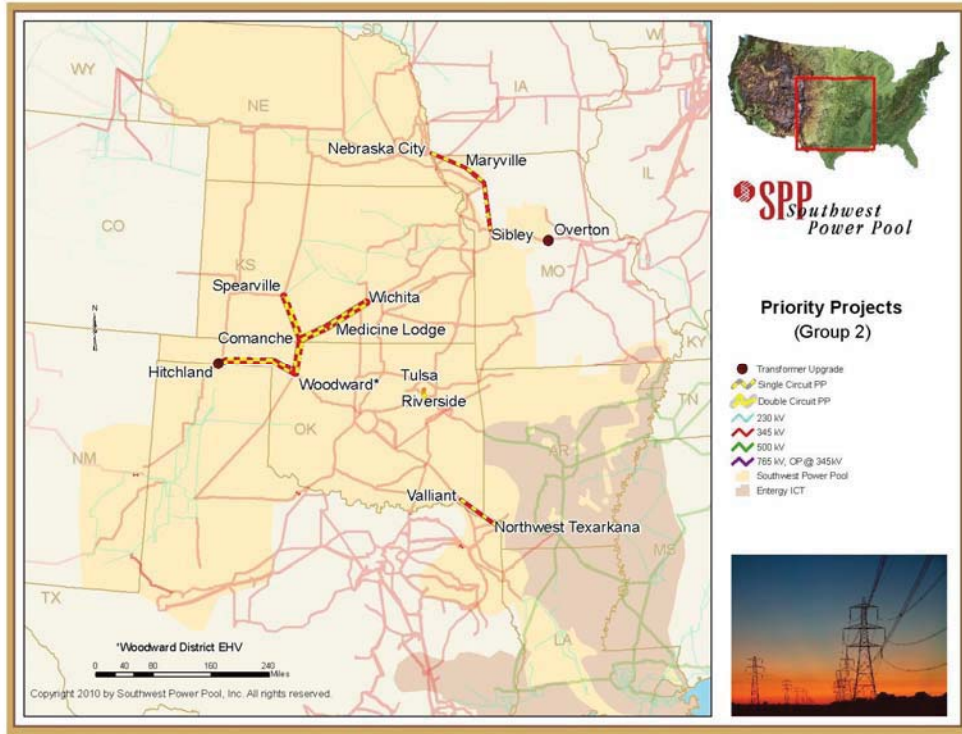 SD
WY
WI
IA
NE
Nebraska City
Maryville
IL
CO
Sibley
Overton
MO
KS
Spearville
Wichita
Medicine Lodge
Comanche
KY
Hitchland
Woodward*
Tulsa
Riverside
TN
OK
AR
NM
Valliant
Northwest Texarkana
MS
TX
LA
N
*Woodward District EHV
0 40 80 160 240
Miles
Copyright 2010 by Southwest Power Pool, Inc. All rights reserved.
SPP Southwest
Power Pool
Priority Projects
(Group 2)
Transformer Upgrade
Single Circuit PP
Double Circuit PP
230 kV
345 kV
500 kV
765 kV, OP @ 345kV
Southwest Power Pool
Entergy ICT